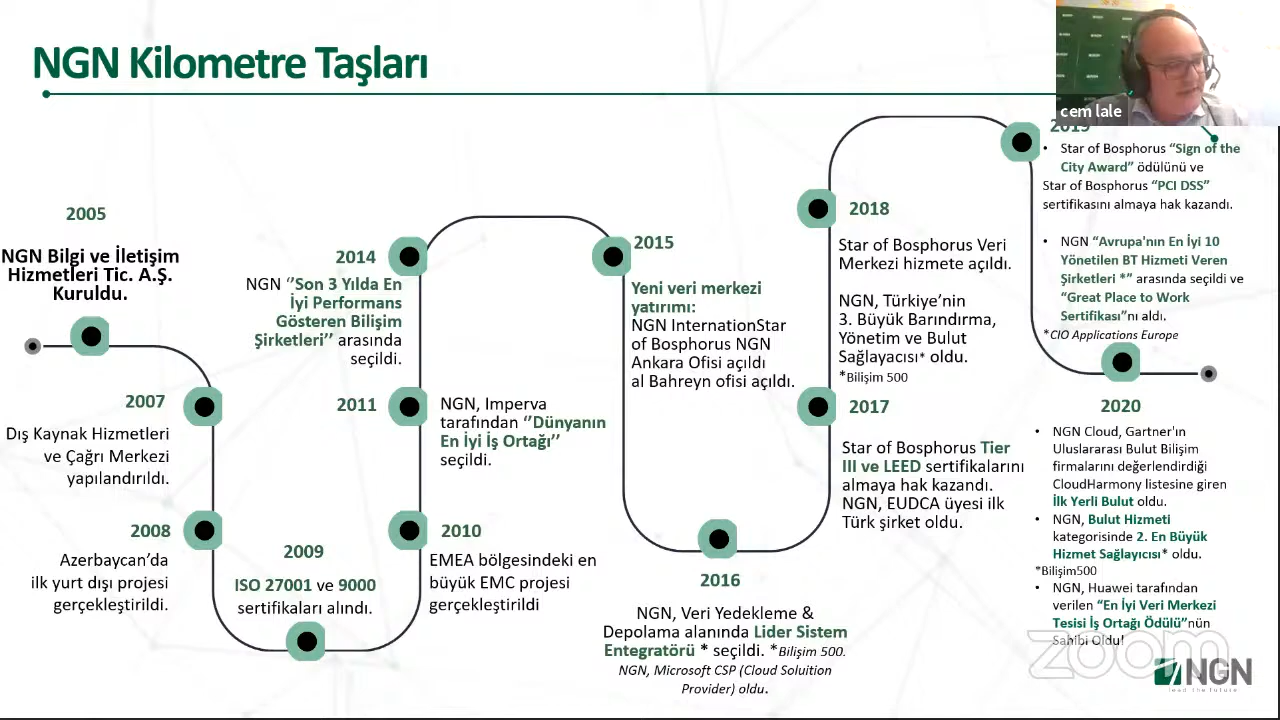 NGN Kilometre Taşları
cem lale
2005
NGN Bilgi ve İletişim
Hizmetleri Tic. A.Ş.
Kuruldu.
2007
Dış Kaynak Hizmetleri
ve Çağrı Merkezi
yapılandırıldı.
2008
Azerbaycan’da
ilk yurt dışı projesi
gerçekleştirildi.
2009
ISO 27001 ve 9000
sertifikaları alındı.
2010
EMEA bölgesindeki en
büyük EMC projesi
gerçekleştirildi
2011
NGN, Imperva
tarafından ‘’Dünyanın
En İyi İş Ortağı’’
seçildi.
2014
NGN ‘’Son 3 Yılda En
İyi Performans
Gösteren Bilişim
Şirketleri’’ arasında
seçildi.
2015
Yeni veri merkezi
yatırımı:
NGN InternationStar
of Bosphorus NGN
Ankara Ofisi açıldı
al Bahreyn ofisi açıldı.
2016
NGN, Veri Yedekleme &
Depolama alanında Lider Sistem
Entegratörü * seçildi. *Bilişim 500.
NGN, Microsoft CSP (Cloud Soluition
Provider) oldu.
2017
Star of Bosphorus Tier
III ve LEED sertifikalarını
almaya hak kazandı.
NGN, EUDCA üyesi ilk
Türk şirket oldu.
2018
Star of Bosphorus Veri
Merkezi hizmete açıldı.
NGN, Türkiye’nin
3. Büyük Barındırma,
Yönetim ve Bulut
Sağlayacısı* oldu.
*Bilişim 500
2019
• Star of Bosphorus “Sign of the
City Award” ödülünü ve
Star of Bosphorus “PCI DSS”
sertifikasını almaya hak kazandı.
• NGN “Avrupa'nın En İyi 10
Yönetilen BT Hizmeti Veren
Şirketleri *” arasında seçildi ve
“Great Place to Work
Sertifikası”nı aldı.
*CIO Applications Europe
2020
• NGN Cloud, Gartner'ın
Uluslararası Bulut Bilişim
firmalarını değerlendirdiği
CloudHarmony listesine giren
İlk Yerli Bulut oldu.
• NGN, Bulut Hizmeti
kategorisinde 2. En Büyük
Hizmet Sağlayıcısı* oldu.
*Bilişim500
• NGN, Huawei tarafından
verilen “En İyi Veri Merkezi
Tesisi İş Ortağı Ödülü”nün
Sahibi Oldu!
zoom
NGN
lead the future